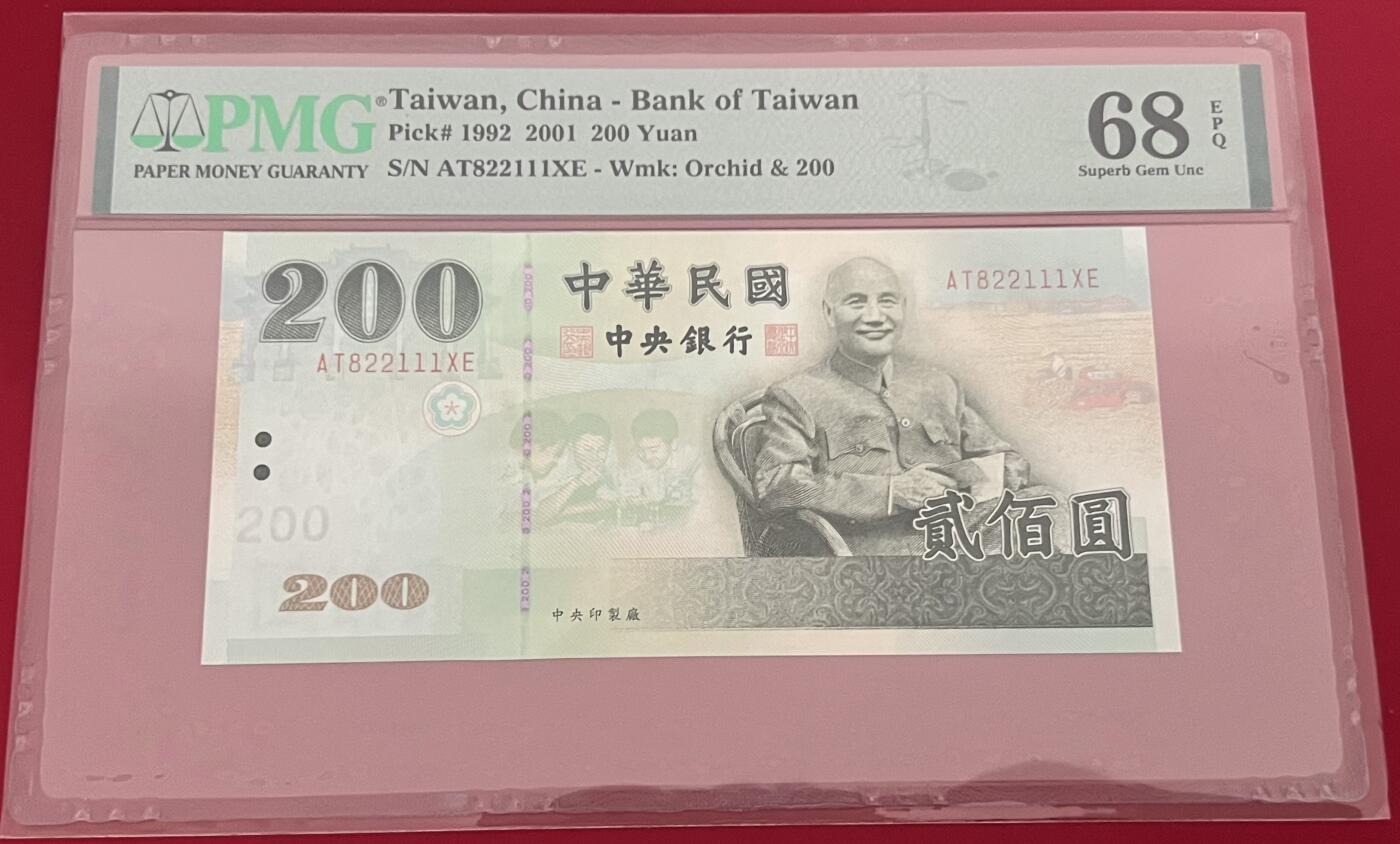 PMG®
PAPER MONEY GUARANTY
Taiwan, China - Bank of Taiwan
Pick# 1992 2001 200 Yuan
S/N AT822111XE - Wmk: Orchid & 200
68
EPQ
Superb Gem Unc
200
中華民國
AT822111XE
中央銀行
AT822111XE
200
貳佰圓
200
中央印製廠